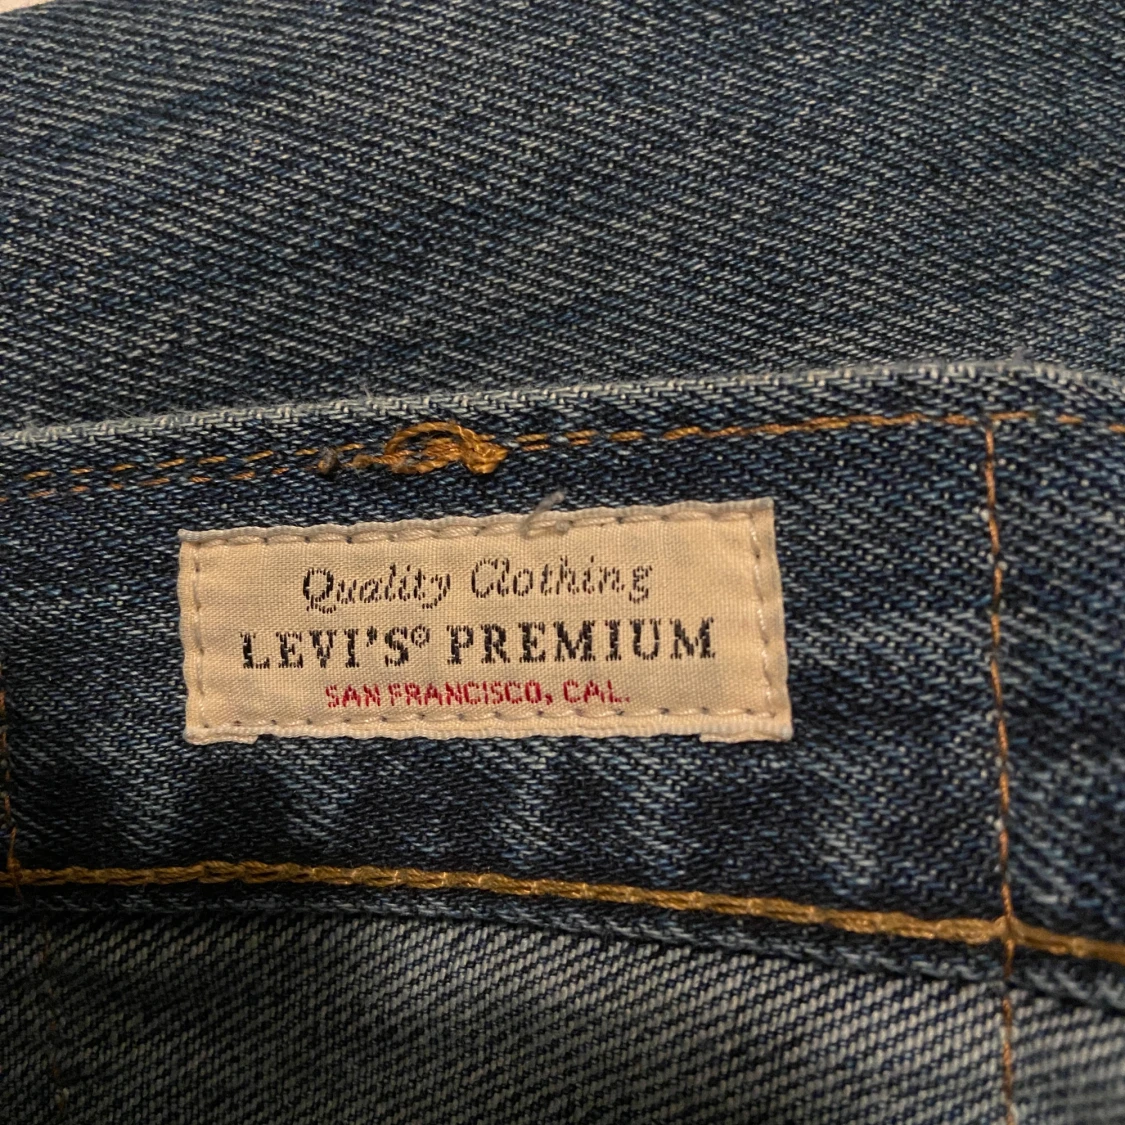 Quality Clothing
LEVI'S® PREMIUM
SAN FRANCISCO, CAL.